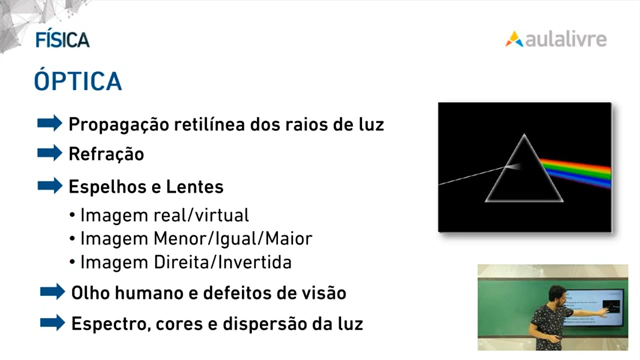 FÍSICA
aulalivre
ÓPTICA
Propagação retilínea dos raios de luz
Refração
Espelhos e Lentes
• Imagem real/virtual
• Imagem Menor/Igual/Maior
• Imagem Direita/Invertida
Olho humano e defeitos de visão
Espectro, cores e dispersão da luz